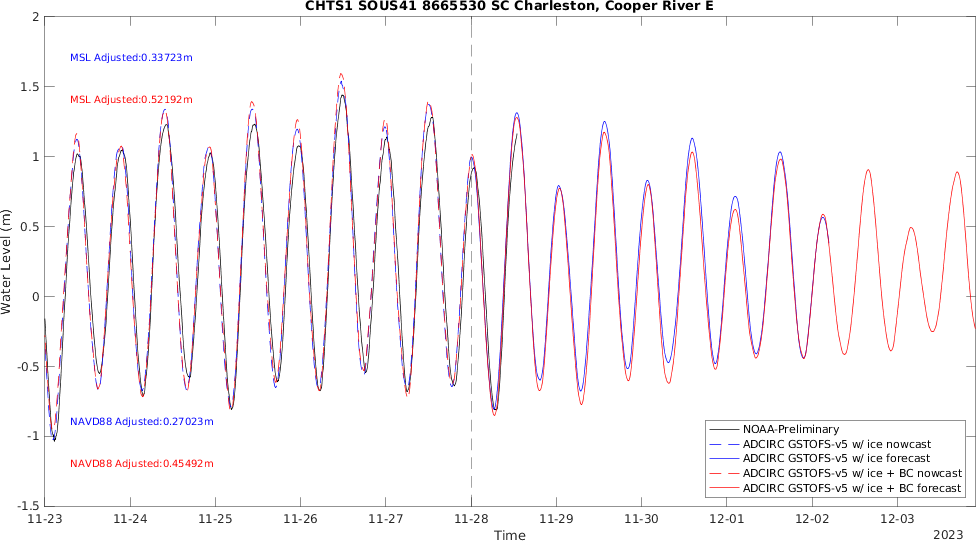 CHTS1 SOUS41 8665530 SC Charleston, Cooper River E
2
1.5
1
0.5
0
-0.5
-1
-1.5
Water Level (m)
MSL Adjusted:0.33723m
MSL Adjusted:0.52192m
NAVD88 Adjusted:0.27023m
NAVD88 Adjusted:0.45492m
NOAA-Preliminary
ADCIRC GSTOFS-v5 w/ ice nowcast
ADCIRC GSTOFS-v5 w/ ice forecast
ADCIRC GSTOFS-v5 w/ ice + BC nowcast
ADCIRC GSTOFS-v5 w/ ice + BC forecast
11-23 11-24 11-25 11-26 11-27 11-28 11-29 11-30 12-01 12-02 12-03
Time
2023